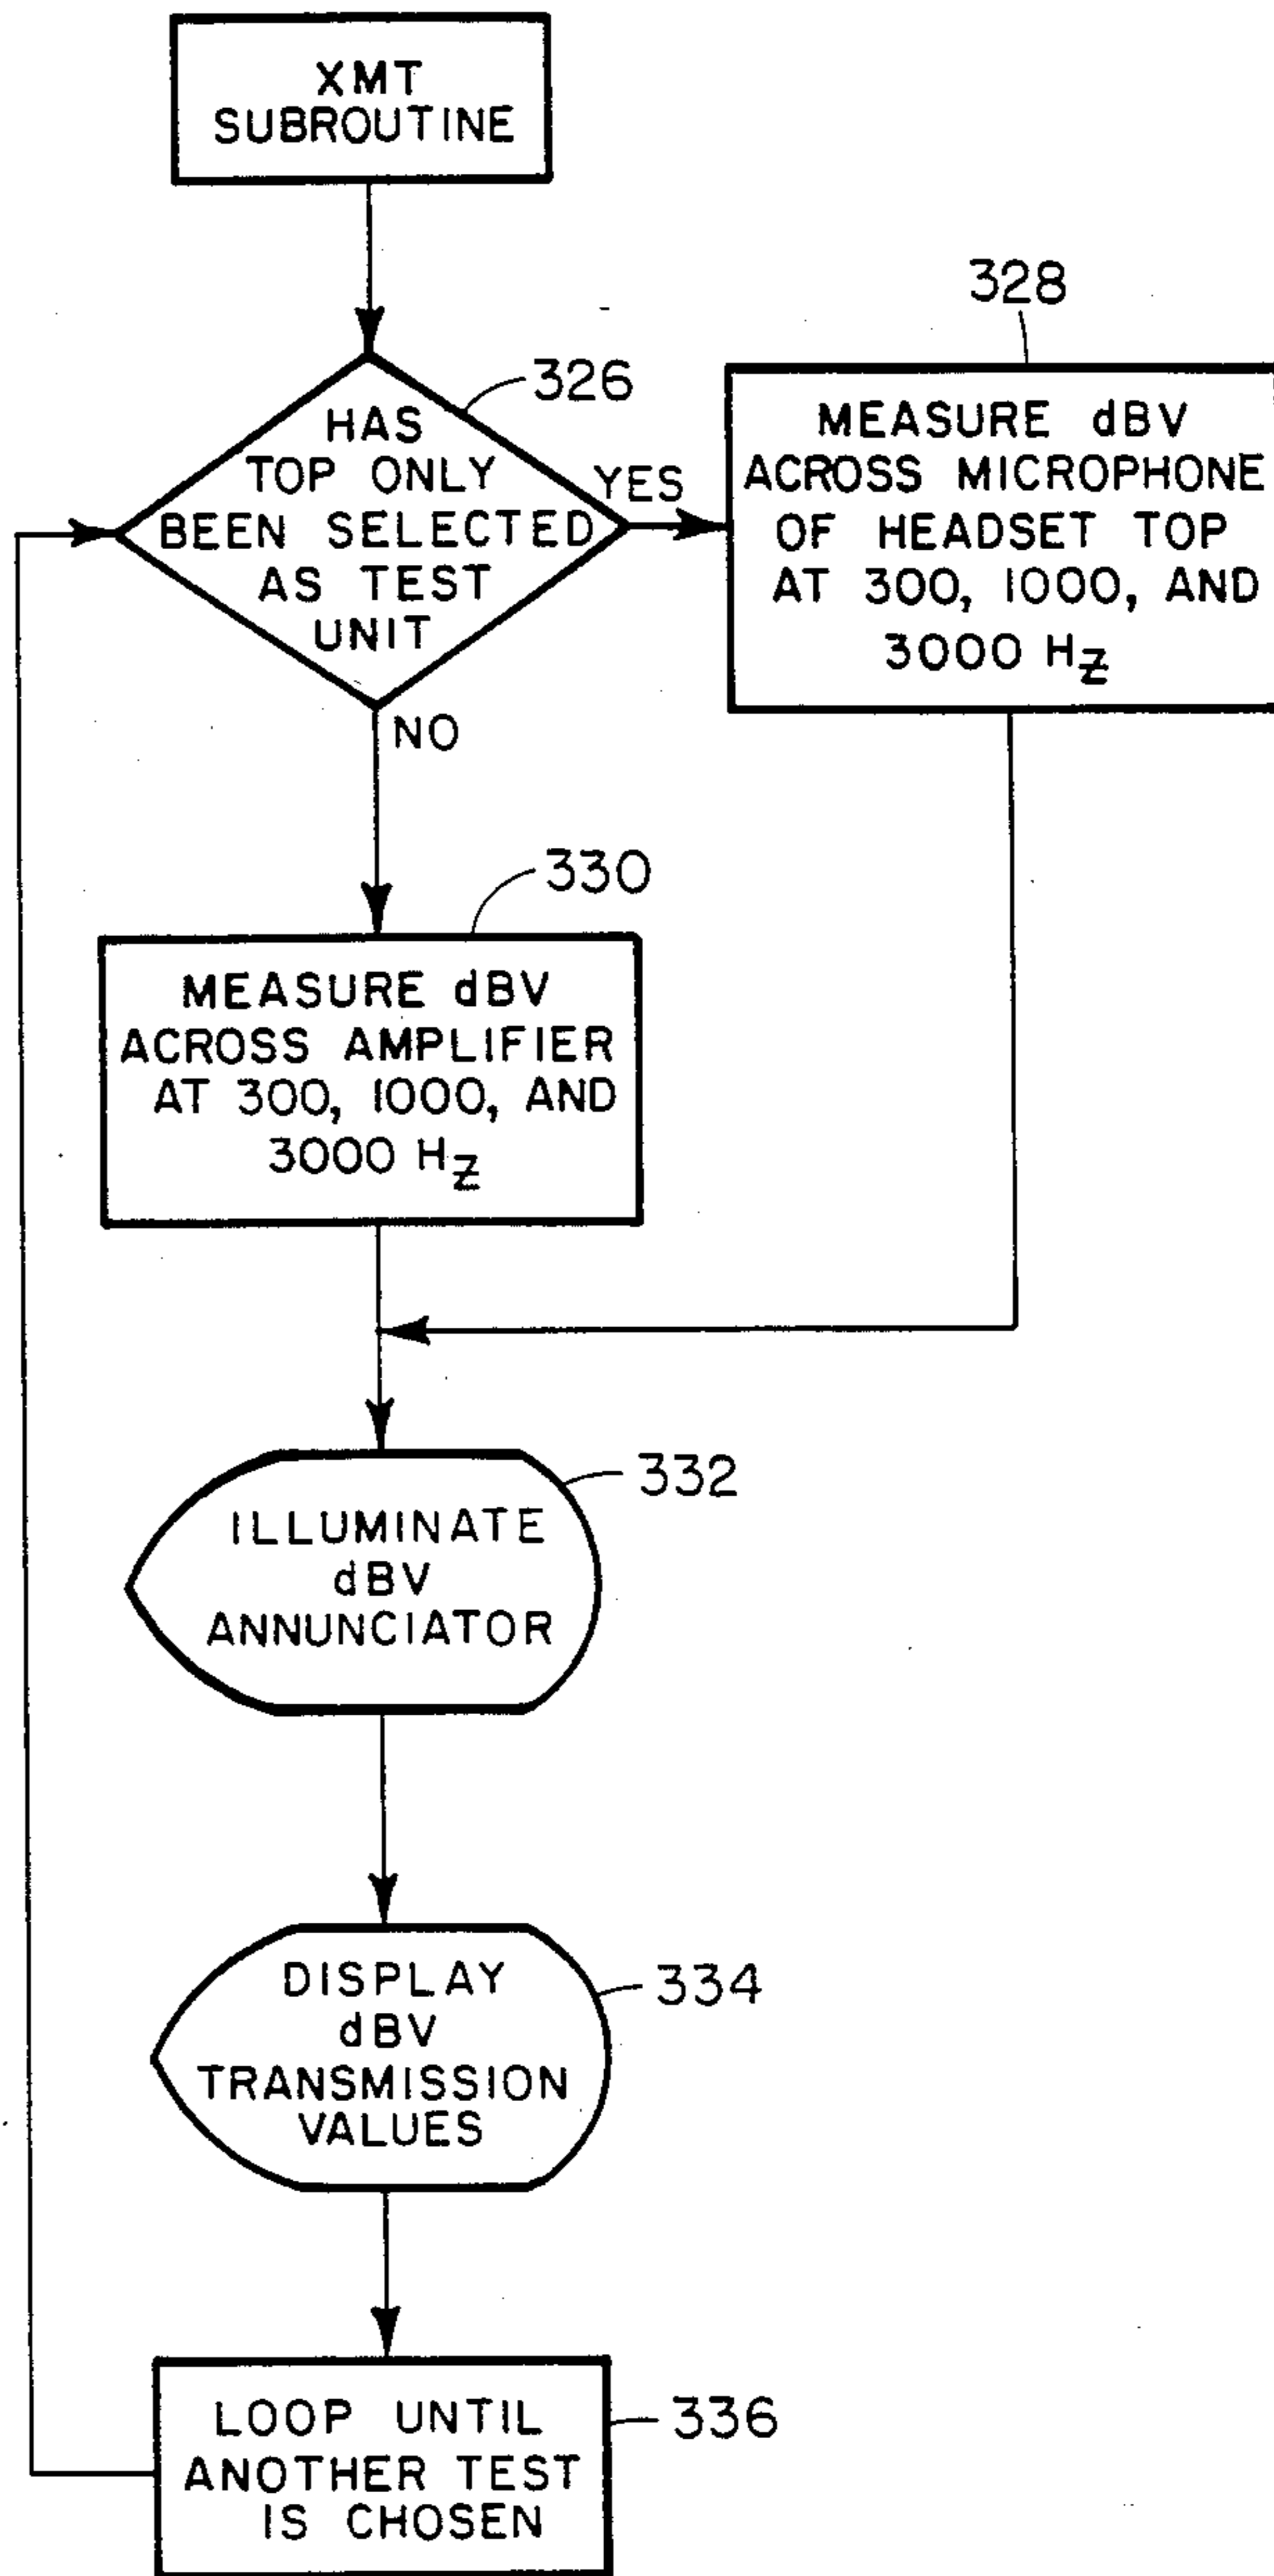 XMT
SUBROUTINE
326
HAS
TOP ONLY
BEEN SELECTED
AS TEST
UNIT
YES
328
MEASURE dBV
ACROSS MICROPHONE
OF HEADSET TOP
AT 300, 1000, AND
3000 Hz
NO
330
MEASURE dBV
ACROSS AMPLIFIER
AT 300, 1000, AND
3000 Hz
332
ILLUMINATE
dBV
ANNUNCIATOR
334
DISPLAY
dBV
TRANSMISSION
VALUES
336
LOOP UNTIL
ANOTHER TEST
IS CHOSEN